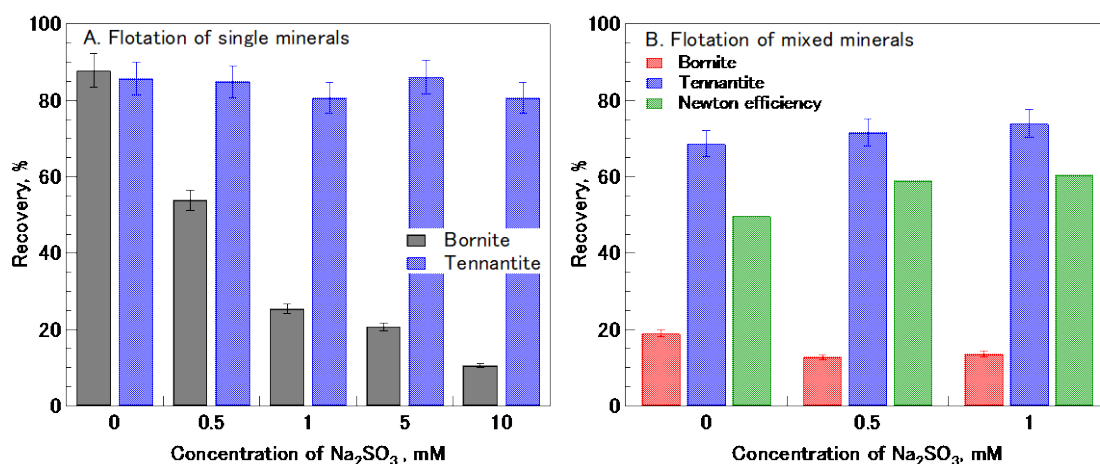 A. Flotation of single minerals
100
80
60
40
20
0
Recovery, %
Bornite
Tennantite
0 0.5 1 5 10
Concentration of Na₂SO₃ , mM
B. Flotation of mixed minerals
Bornite
Tennantite
Newton efficiency
100
80
60
40
20
0
Recovery, %
0 0.5 1
Concentration of Na₂SO₃ , mM